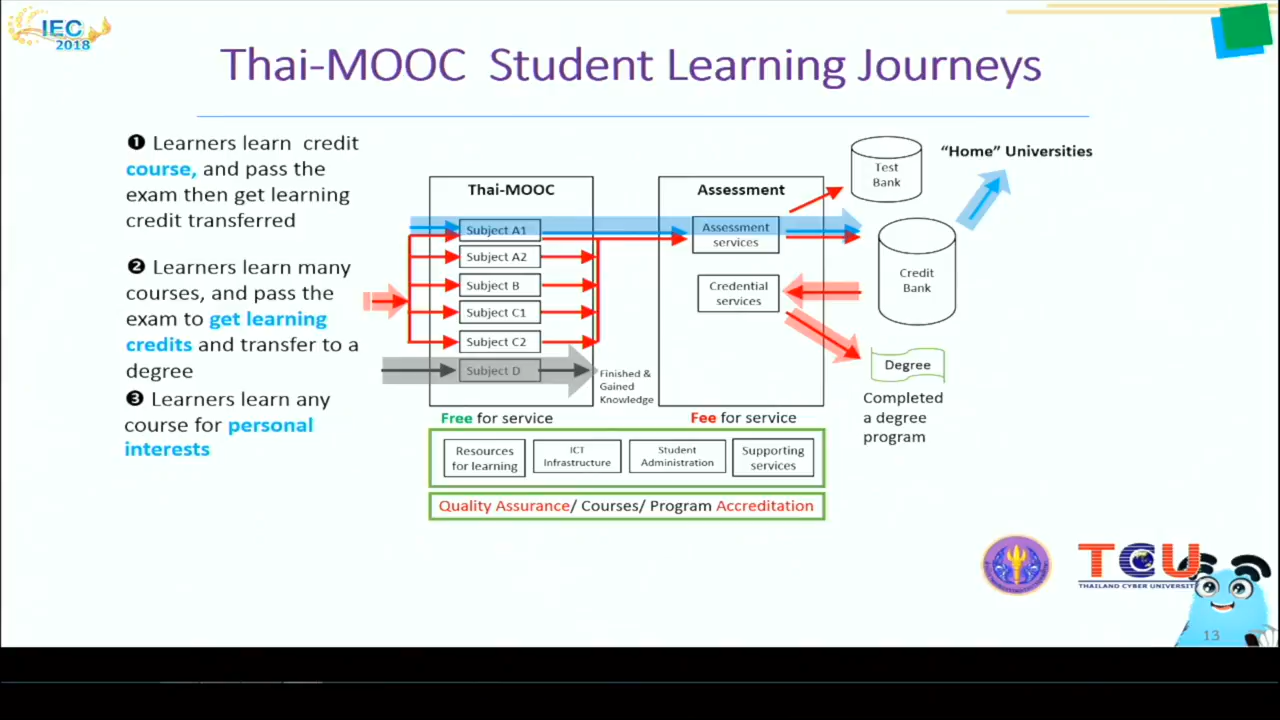 IEC
2018
Thai-MOOC Student Learning Journeys
❶ Learners learn credit
course, and pass the
exam then get learning
credit transferred
❷ Learners learn many
courses, and pass the
exam to get learning
credits and transfer to a
degree
❸ Learners learn any
course for personal
interests
Thai-MOOC
Subject A1
Subject A2
Subject B
Subject C1
Subject C2
Subject D
Finished &
Gained
Knowledge
Free for service
Assessment
Assessment
services
Credential
services
Fee for service
Test
Bank
"Home" Universities
Credit
Bank
Degree
Completed
a degree
program
Resources
for learning
ICT
Infrastructure
Student
Administration
Supporting
services
Quality Assurance/ Courses/ Program Accreditation
TCU
THAILAND CYBER UNIVERSITY
13